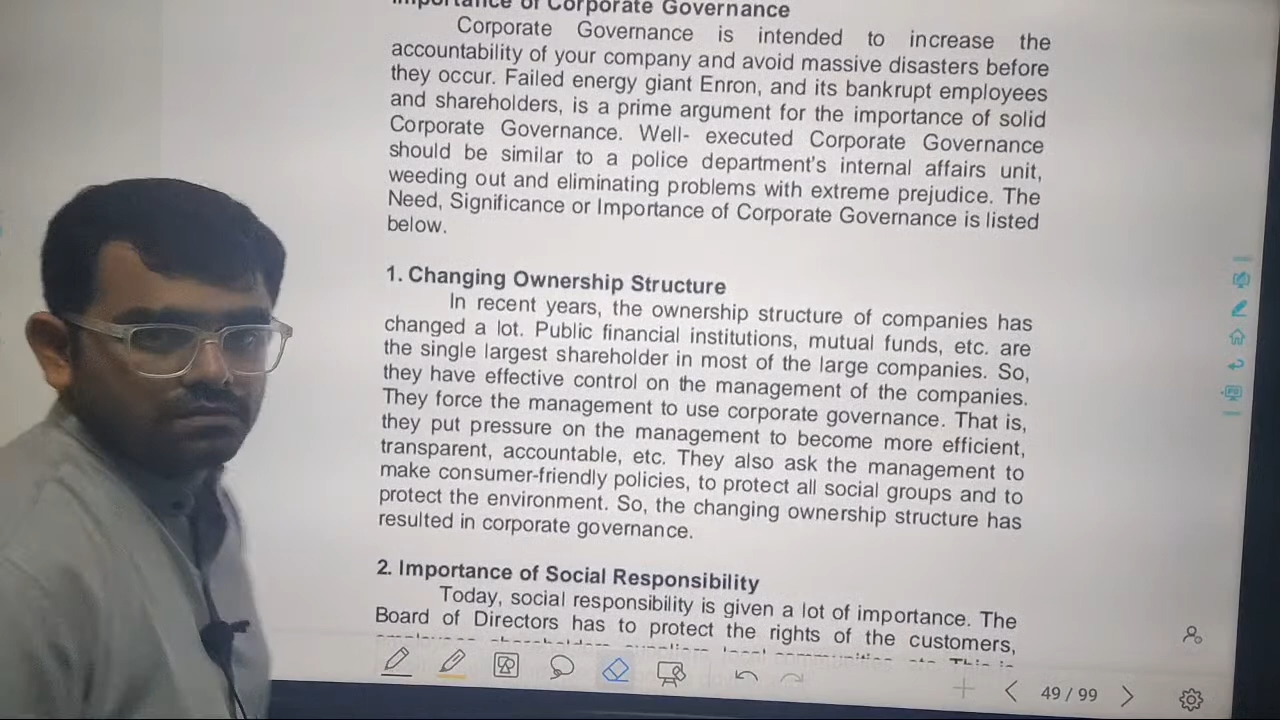 Importance of Corporate Governance
Corporate Governance is intended to increase the
accountability of your company and avoid massive disasters before
they occur. Failed energy giant Enron, and its bankrupt employees
and shareholders, is a prime argument for the importance of solid
Corporate Governance. Well- executed Corporate Governance
should be similar to a police department's internal affairs unit,
weeding out and eliminating problems with extreme prejudice. The
Need, Significance or Importance of Corporate Governance is listed
below.
1. Changing Ownership Structure
In recent years, the ownership structure of companies has
changed a lot. Public financial institutions, mutual funds, etc. are
the single largest shareholder in most of the large companies. So,
they have effective control on the management of the companies.
They force the management to use corporate governance. That is,
they put pressure on the management to become more efficient,
transparent, accountable, etc. They also ask the management to
make consumer-friendly policies, to protect all social groups and to
protect the environment. So, the changing ownership structure has
resulted in corporate governance.
2. Importance of Social Responsibility
Today, social responsibility is given a lot of importance. The
Board of Directors has to protect the rights of the customers,
49 / 99